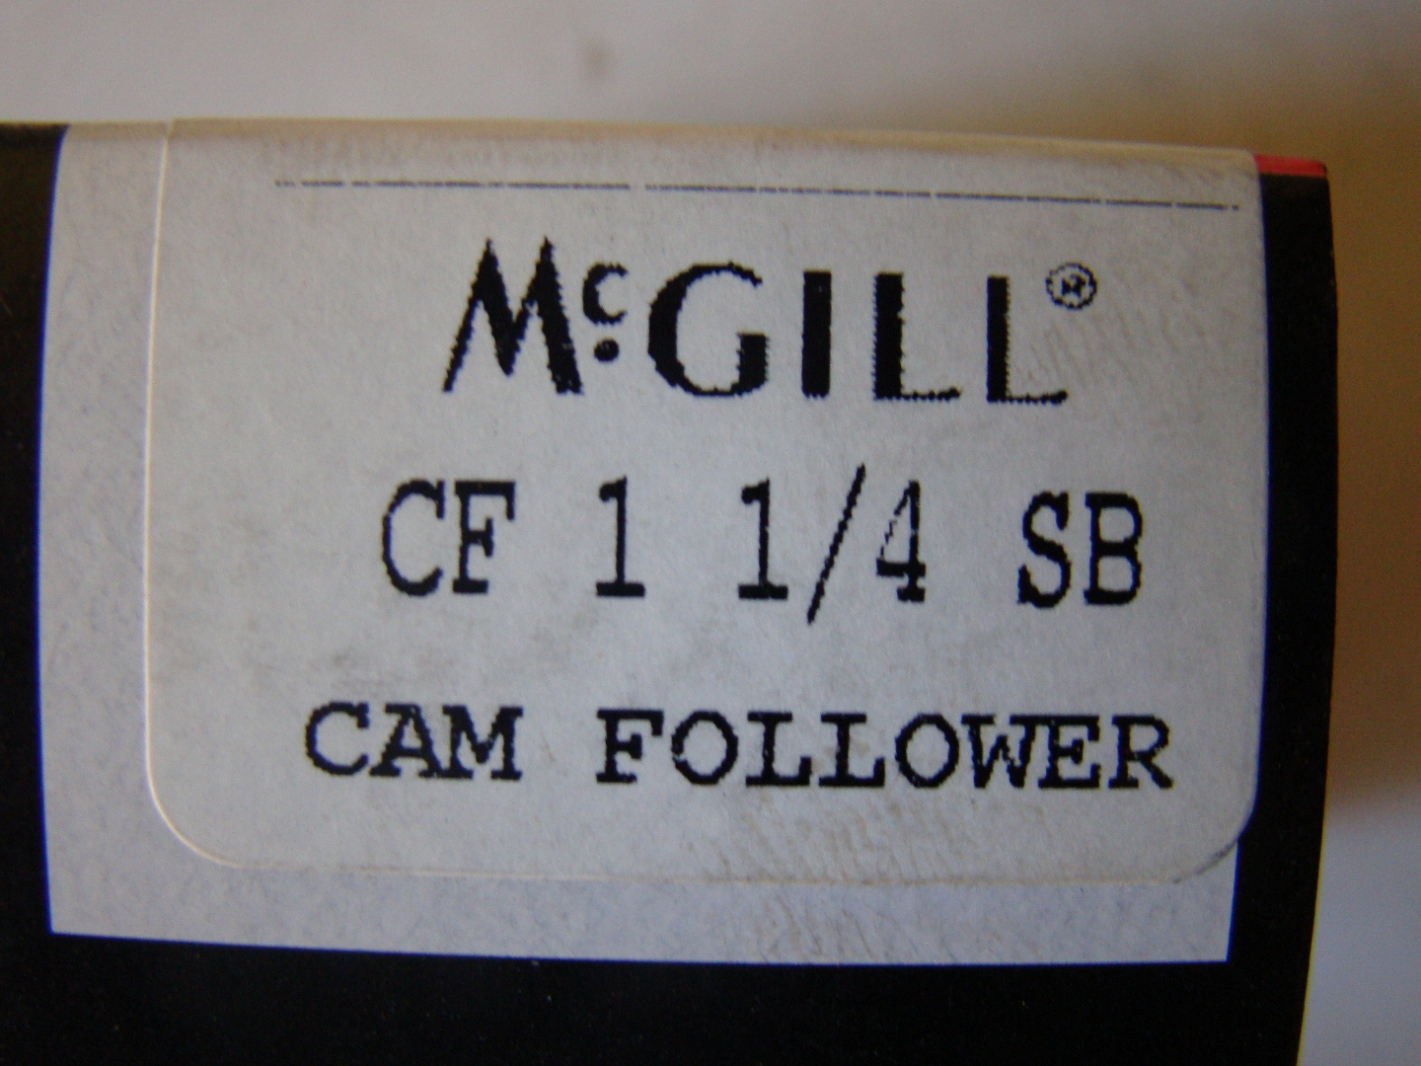 McGILL®
CF 1 1/4 SB
CAM FOLLOWER